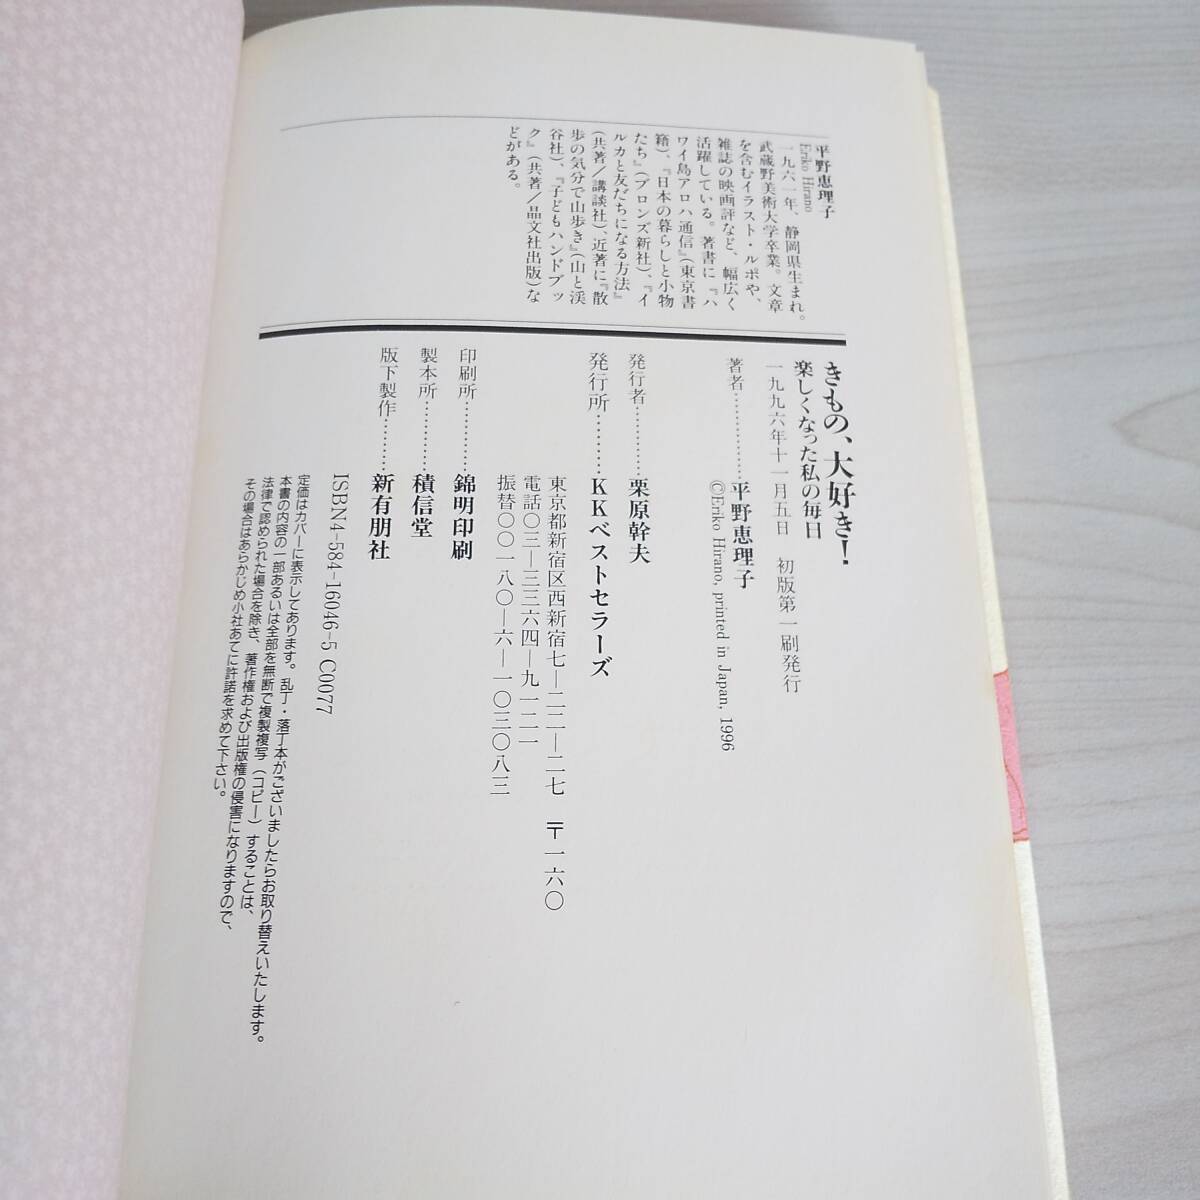 平野恵理子
Eriko Hirano
一九六一年、静岡県生まれ。
武蔵野美術大学卒業。文章
を含むイラスト・ルポや、
雑誌の映画評など、幅広く
活躍している。著書に『ハ
ワイ島アロハ通信』(東京書
籍)、『日本の暮らしと小物
たち』(ブロンズ新社)、『イ
ルカと友だちになる方法』
(共著/講談社)、近著に『散
歩の気分で山歩き』(山と渓
谷社)、『子どもハンドブッ
ク』(共著/晶文社出版)な
どがある。
きもの、大好き!
楽しくなった私の毎日
一九九六年十一月五日 初版第一刷発行
著者…………平野恵理子
©Eriko Hirano, printed in Japan, 1996
発行者…………栗原幹夫
発行所…………KKベストセラーズ
東京都新宿区西新宿七―二二―二七 〒一六〇
電話〇三―三三六四―九一二一
振替〇〇一八〇―六―一〇三〇八三
印刷所…………錦明印刷
製本所…………積信堂
版下製作…………新有朋社
ISBN4-584-16046-5 C0077
定価はカバーに表示してあります。乱丁・落丁本がございましたらお取り替えいたします。
本書の内容の一部あるいは全部を無断で複製複写(コピー)することは、
法律で認められた場合を除き、著作権および出版権の侵害になりますので、
その場合はあらかじめ小社あてに許諾を求めて下さい。